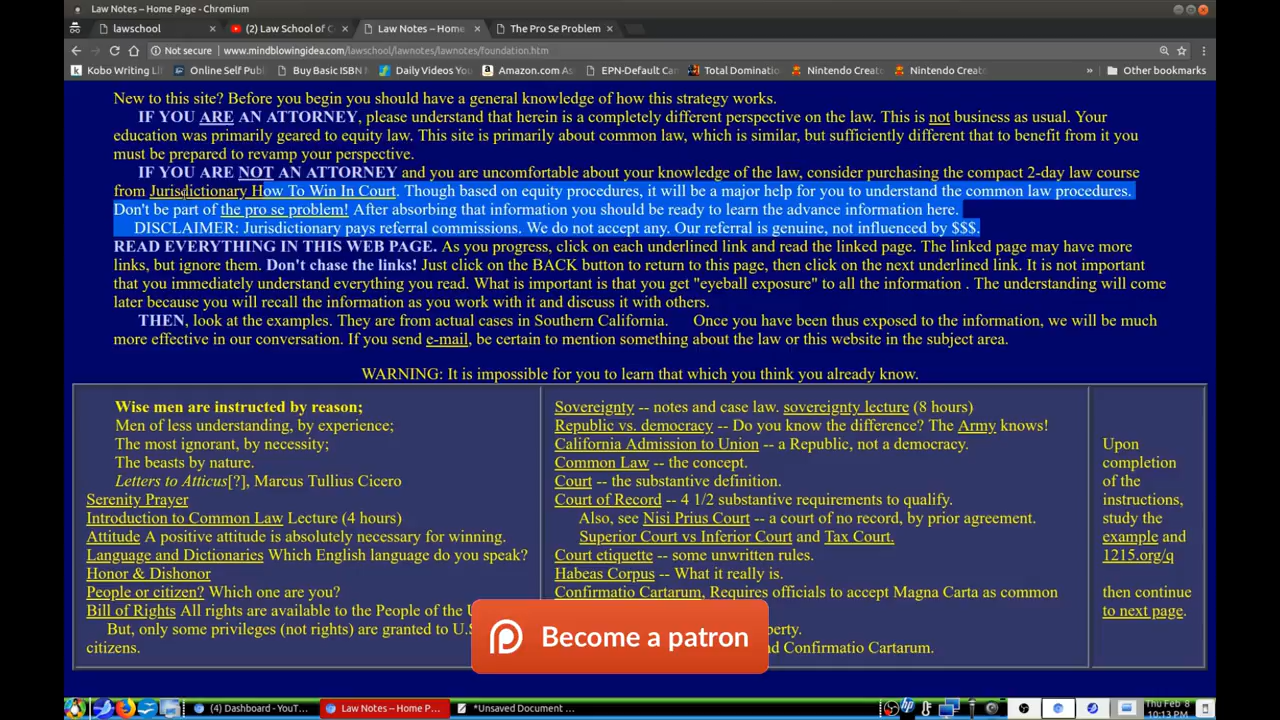 Law Notes – Home Page - Chromium
lawschool
(2) Law School of C
Law Notes – Home
The Pro Se Problem
Not secure
www.mindblowingidea.com/lawschool/lawnotes/lawnotes/foundation.htm
Kobo Writing Li
Online Self Publ
Buy Basic ISBN
Daily Videos You
Amazon.com As
EPN-Default Can
Total Dominatio
Nintendo Create
Nintendo Create
Other bookmarks
New to this site? Before you begin you should have a general knowledge of how this strategy works.
IF YOU ARE AN ATTORNEY, please understand that herein is a completely different perspective on the law. This is not business as usual. Your
education was primarily geared to equity law. This site is primarily about common law, which is similar, but sufficiently different that to benefit from it you
must be prepared to revamp your perspective.
IF YOU ARE NOT AN ATTORNEY and you are uncomfortable about your knowledge of the law, consider purchasing the compact 2-day law course
from Jurisdictionary How To Win In Court. Though based on equity procedures, it will be a major help for you to understand the common law procedures.
Don't be part of the pro se problem! After absorbing that information you should be ready to learn the advance information here.
DISCLAIMER: Jurisdictionary pays referral commissions. We do not accept any. Our referral is genuine, not influenced by $$$.
READ EVERYTHING IN THIS WEB PAGE. As you progress, click on each underlined link and read the linked page. The linked page may have more
links, but ignore them. Don't chase the links! Just click on the BACK button to return to this page, then click on the next underlined link. It is not important
that you immediately understand everything you read. What is important is that you get "eyeball exposure" to all the information . The understanding will come
later because you will recall the information as you work with it and discuss it with others.
THEN, look at the examples. They are from actual cases in Southern California. Once you have been thus exposed to the information, we will be much
more effective in our conversation. If you send e-mail, be certain to mention something about the law or this website in the subject area.
WARNING: It is impossible for you to learn that which you think you already know.
Wise men are instructed by reason;
Men of less understanding, by experience;
The most ignorant, by necessity;
The beasts by nature.
Letters to Atticus[?], Marcus Tullius Cicero
Serenity Prayer
Introduction to Common Law Lecture (4 hours)
Attitude A positive attitude is absolutely necessary for winning.
Language and Dictionaries Which English language do you speak?
Honor & Dishonor
People or citizen? Which one are you?
Bill of Rights All rights are available to the People of the U
But, only some privileges (not rights) are granted to U.S
citizens.
Sovereignty -- notes and case law. sovereignty lecture (8 hours)
Republic vs. democracy -- Do you know the difference? The Army knows!
California Admission to Union -- a Republic, not a democracy.
Common Law -- the concept.
Court -- the substantive definition.
Court of Record -- 4 1/2 substantive requirements to qualify.
Also, see Nisi Prius Court -- a court of no record, by prior agreement.
Superior Court vs Inferior Court and Tax Court.
Court etiquette -- some unwritten rules.
Habeas Corpus -- What it really is.
Confirmatio Cartarum, Requires officials to accept Magna Carta as common
perty.
d Confirmatio Cartarum.
Upon
completion
of the
instructions,
study the
example and
1215.org/q
then continue
to next page.
Become a patron
(4) Dashboard - YouT...
Law Notes – Home P...
*Unsaved Document ...
Thu Feb 8
10:13 PM